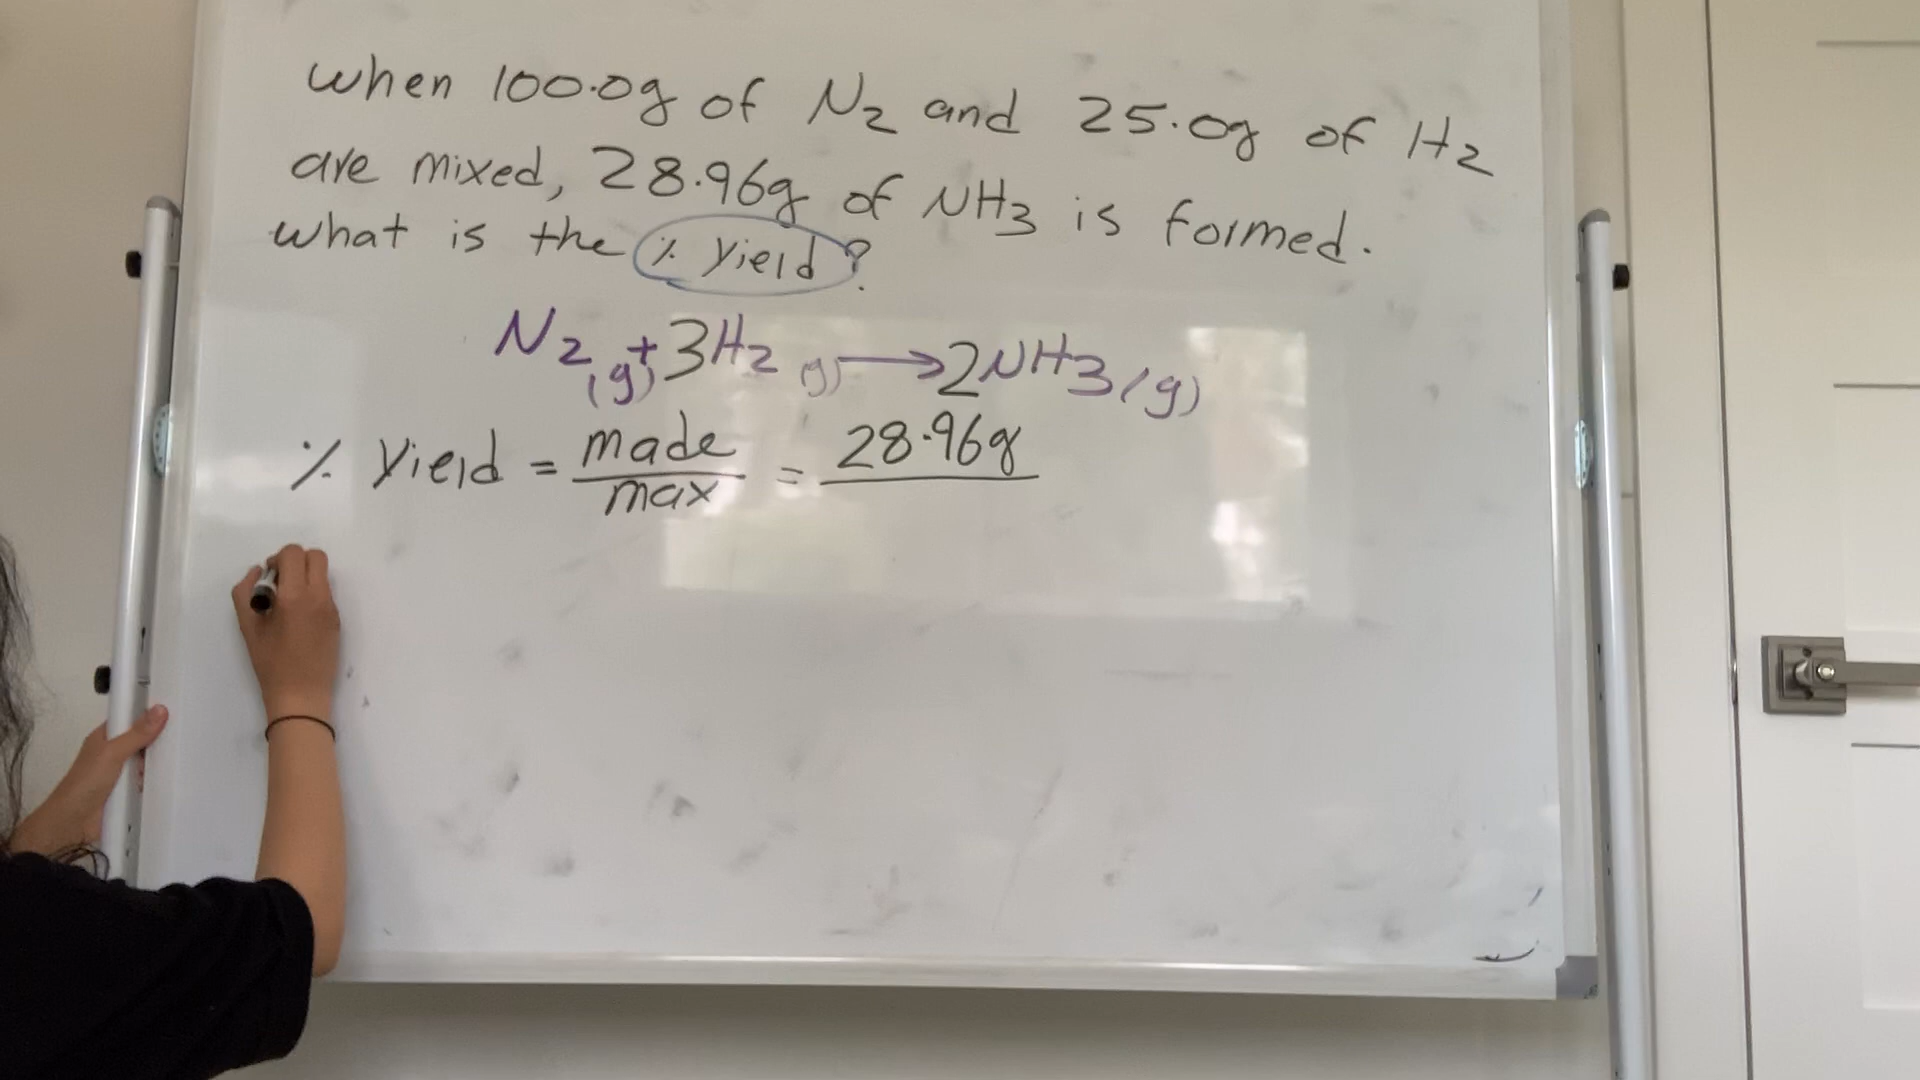 when 100.0g of N2 and 25.0g of H2
are mixed, 28.96g of NH3 is formed.
what is the % yield?
N2(g) + 3H2(g) → 2NH3(g)
% Yield = made/max = 28.96g